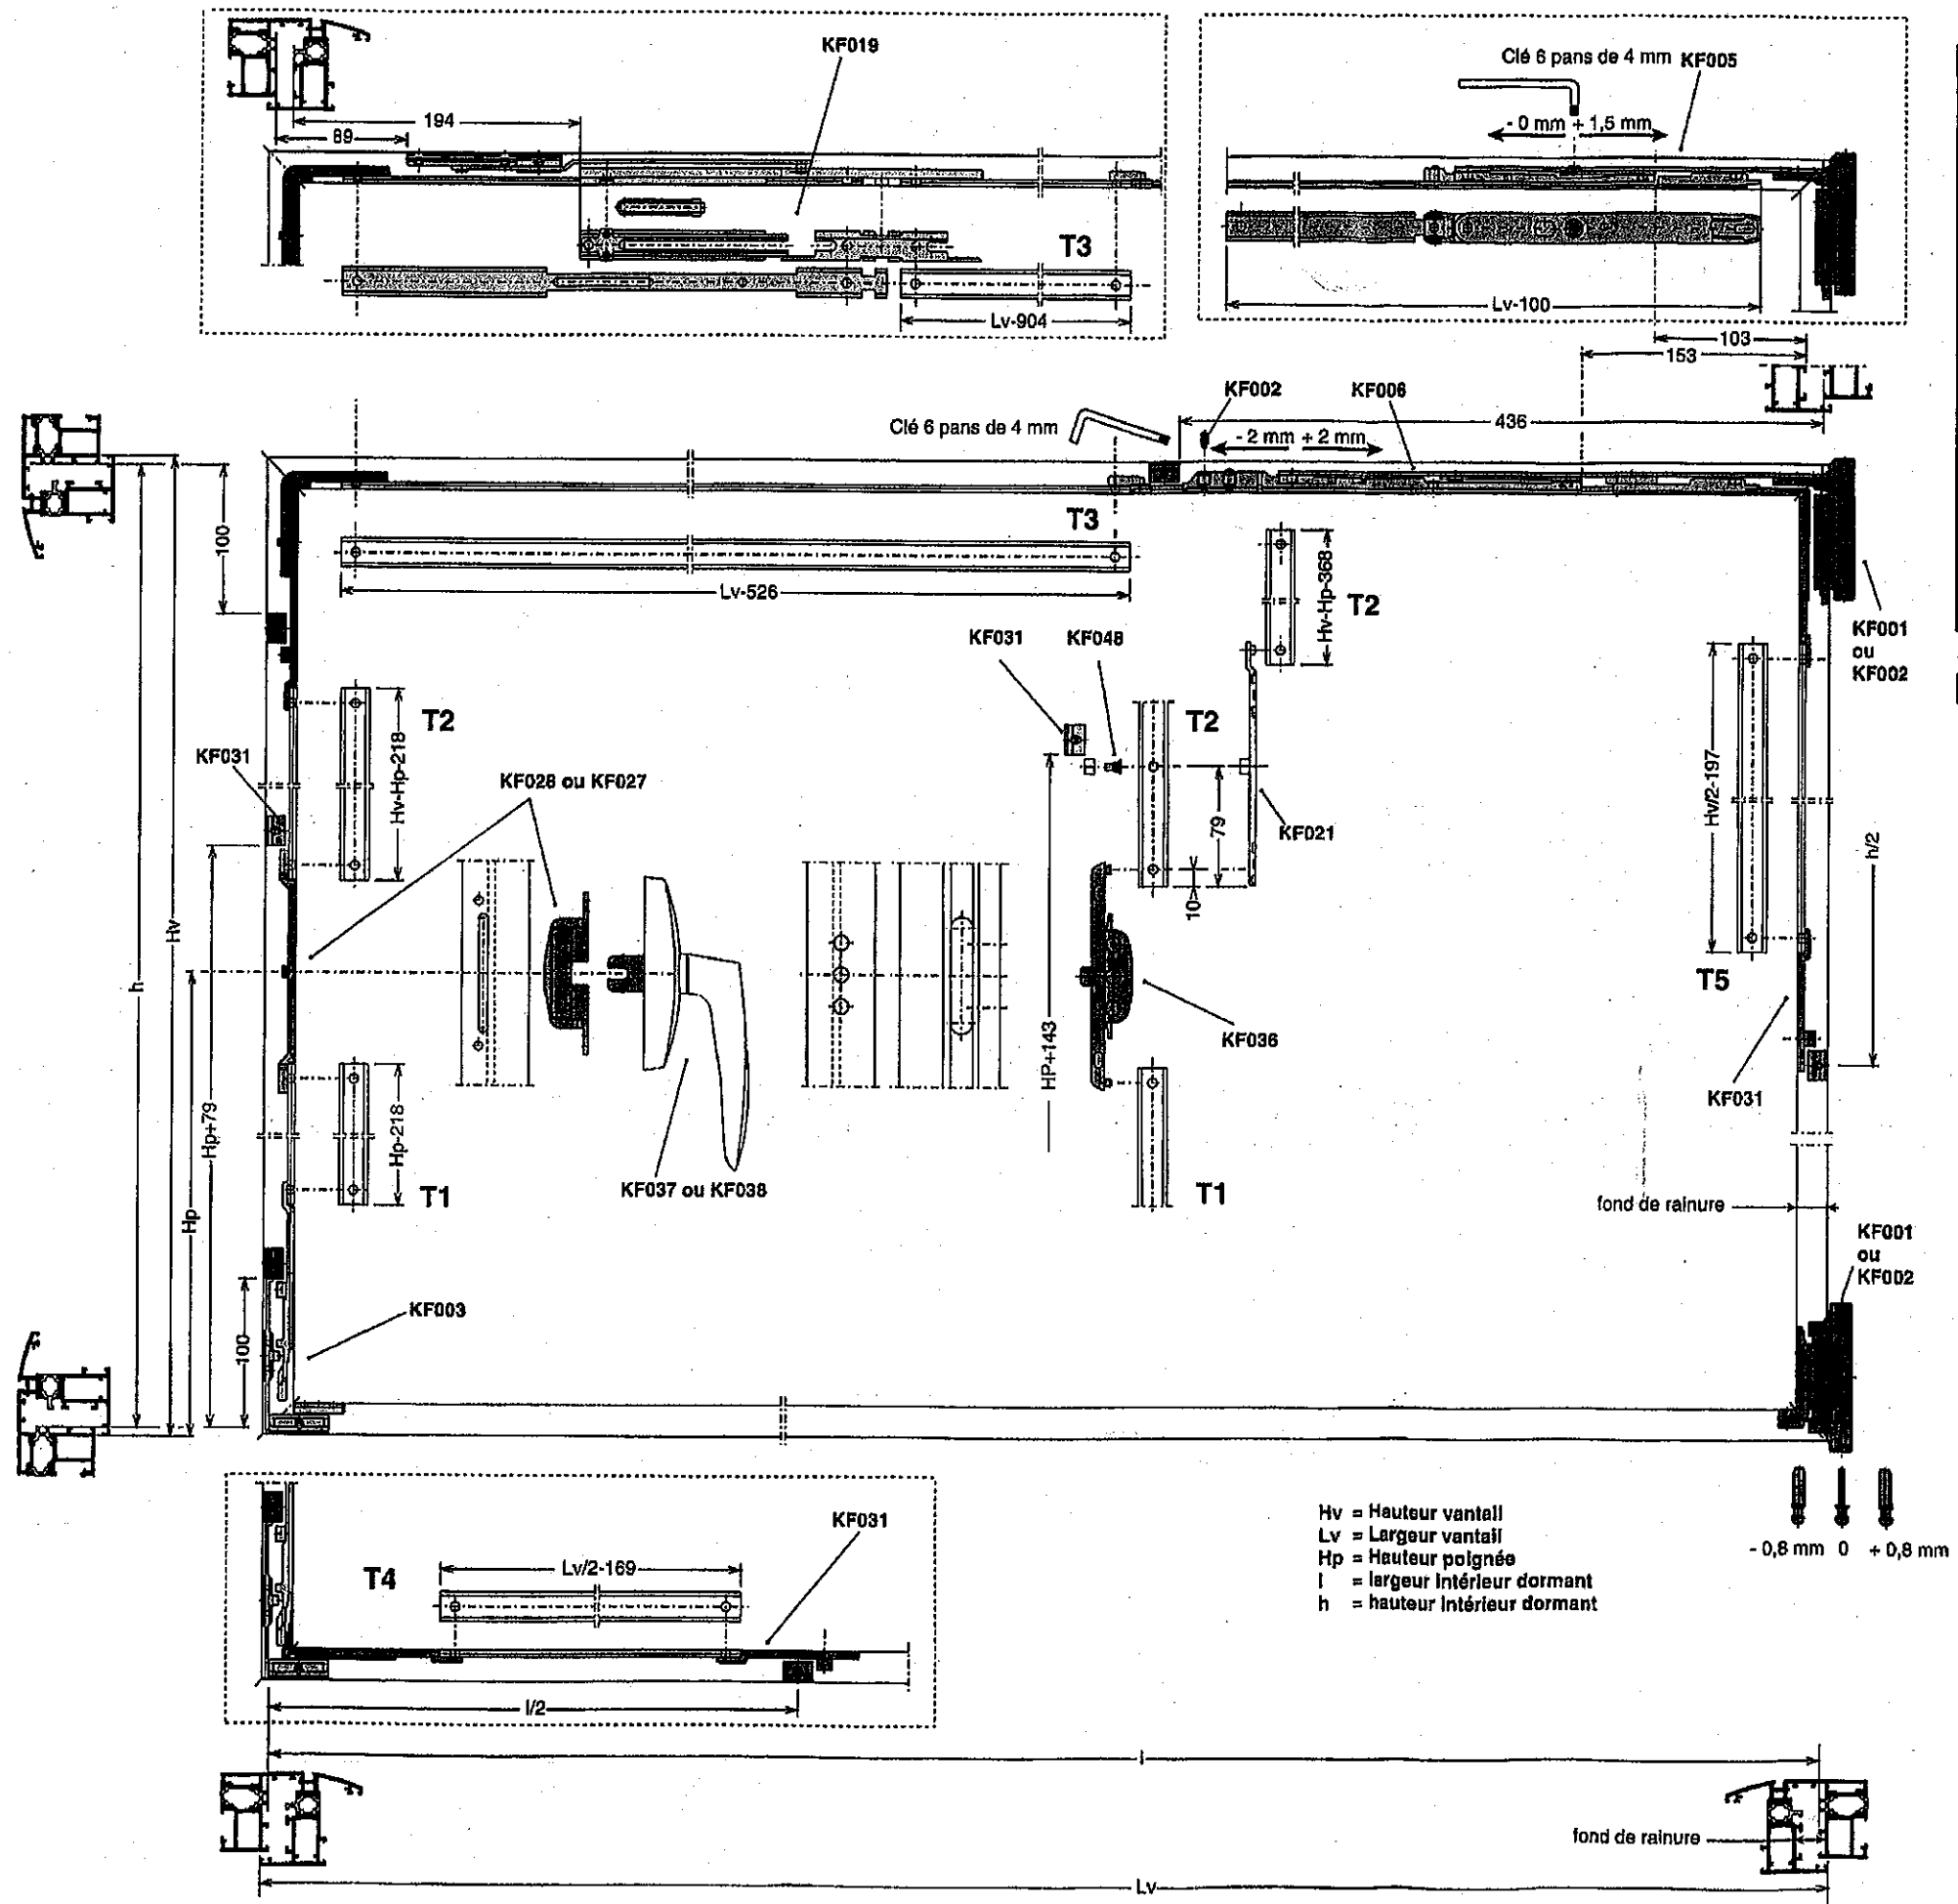 KF019
194
89
T3
Lv-904
Clé 6 pans de 4 mm KF005
- 0 mm + 1,5 mm
Lv-100
103
153
KF002
KF006
436
Clé 6 pans de 4 mm
- 2 mm + 2 mm
100
T3
Lv-526
Hv-Hp-368
T2
KF001
ou
KF002
KF031
KF048
T2
T2
Hv-Hp-218
KF031
KF028 ou KF027
79
KF021
Hv/2-197
h/2
10
Hv
h
T5
HP+143
KF036
KF031
Hp+79
Hp-218
Hp
KF037 ou KF038
T1
T1
fond de rainure
KF001
ou
KF002
KF003
100
Hv = Hauteur vantail
Lv = Largeur vantail
Hp = Hauteur poignée
l = largeur intérieur dormant
h = hauteur intérieur dormant
- 0,8 mm 0 + 0,8 mm
KF031
T4
Lv/2-169
l/2
l
fond de rainure
Lv